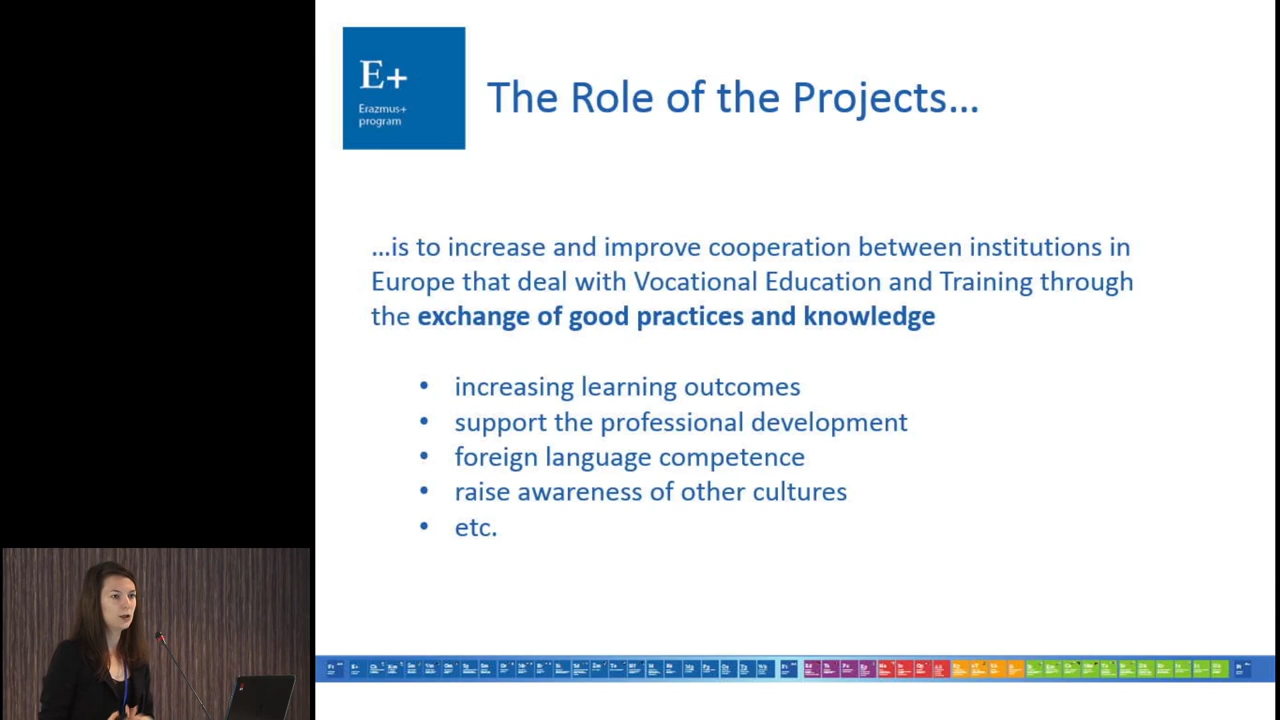 E+
Erasmus+
program
The Role of the Projects…
…is to increase and improve cooperation between institutions in
Europe that deal with Vocational Education and Training through
the exchange of good practices and knowledge
• increasing learning outcomes
• support the professional development
• foreign language competence
• raise awareness of other cultures
• etc.